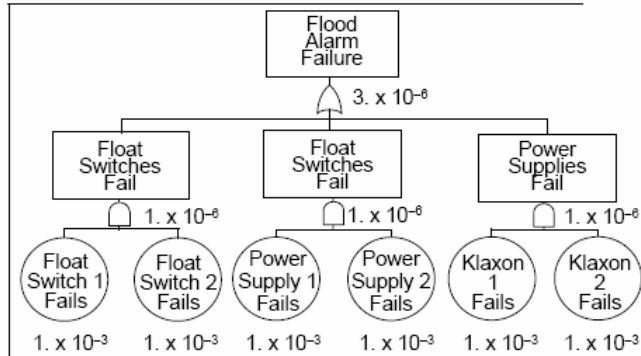 Flood
Alarm
Failure
3. x 10⁻⁶
Float
Switches
Fail
Float
Switches
Fail
Power
Supplies
Fail
1. x 10⁻⁶
1. x 10⁻⁶
1. x 10⁻⁶
Float
Switch 1
Fails
Float
Switch 2
Fails
Power
Supply 1
Fails
Power
Supply 2
Fails
Klaxon
1
Fails
Klaxon
2
Fails
1. x 10⁻³
1. x 10⁻³
1. x 10⁻³
1. x 10⁻³
1. x 10⁻³
1. x 10⁻³